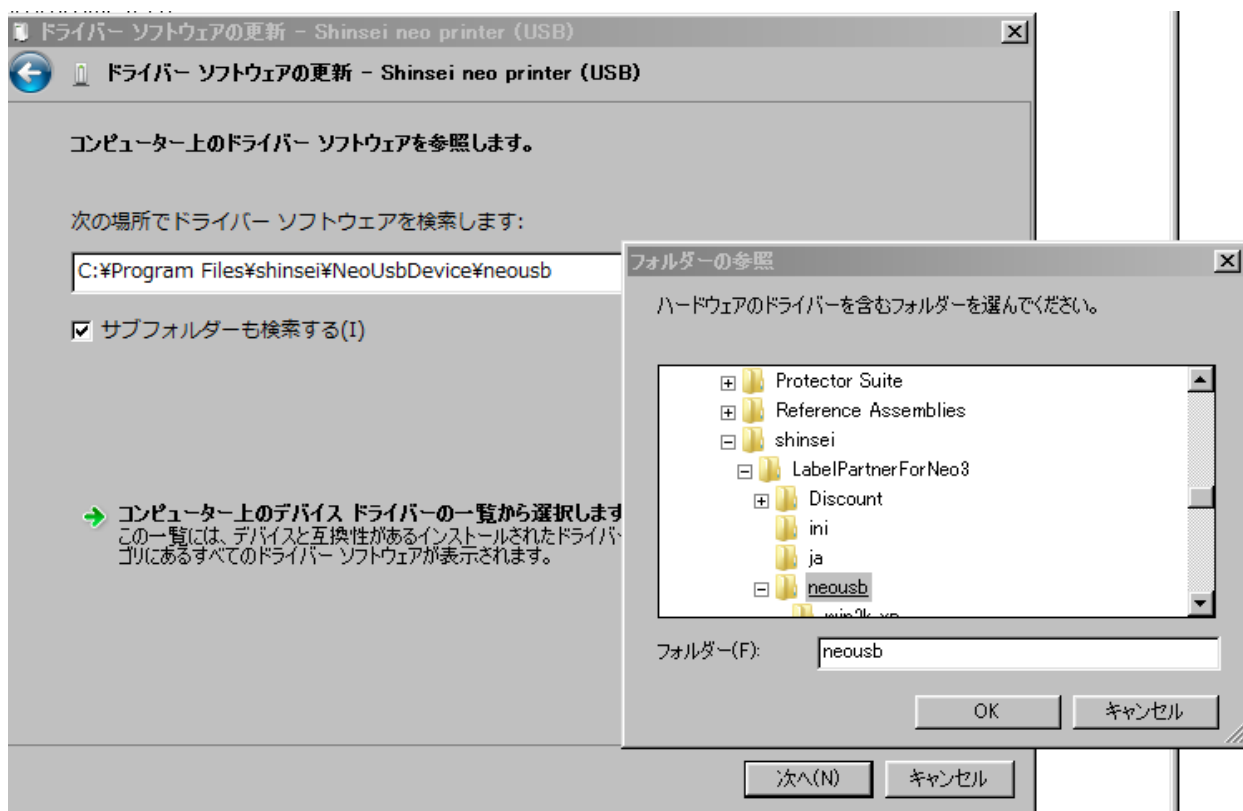 ドライバー ソフトウェアの更新 - Shinsei neo printer (USB)
ドライバー ソフトウェアの更新 - Shinsei neo printer (USB)
コンピューター上のドライバー ソフトウェアを参照します。
次の場所でドライバー ソフトウェアを検索します:
C:¥Program Files¥shinsei¥NeoUsbDevice¥neousb
サブフォルダーも検索する(I)
コンピューター上のデバイス ドライバーの一覧から選択します
この一覧には、デバイスと互換性があるインストールされたドライバ
ゴリにあるすべてのドライバー ソフトウェアが表示されます。
フォルダーの参照
ハードウェアのドライバーを含むフォルダーを選んでください。
Protector Suite
Reference Assemblies
shinsei
LabelPartnerForNeo3
Discount
ini
ja
neousb
フォルダー(F):
neousb
OK
キャンセル
次へ(N)
キャンセル